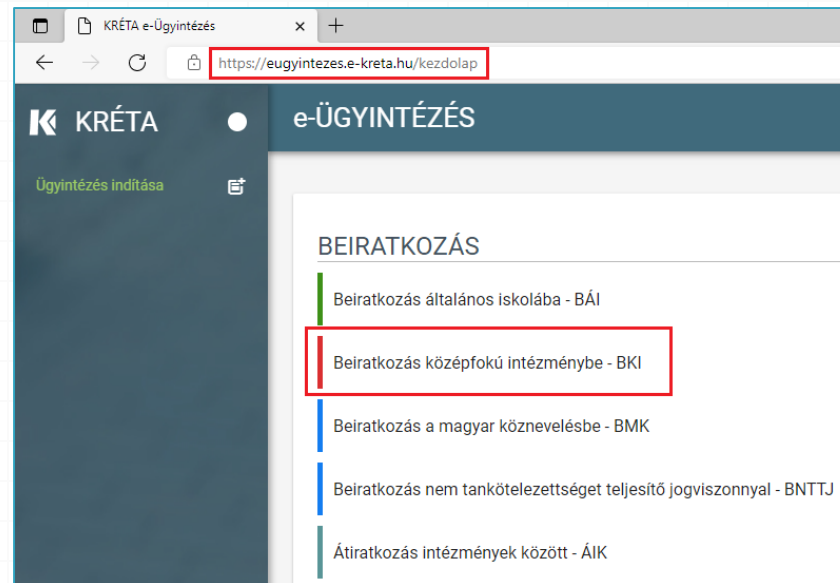 KRÉTA e-Ügyintézés
https://eugyintezes.e-kreta.hu/kezdolap
KRÉTA
e-ÜGYINTÉZÉS
Ügyintézés indítása
BEIRATKOZÁS
Beiratkozás általános iskolába - BÁI
Beiratkozás középfokú intézménybe - BKI
Beiratkozás a magyar köznevelésbe - BMK
Beiratkozás nem tankötelezettséget teljesítő jogviszonnyal - BNTTJ
Átiratkozás intézmények között - ÁIK